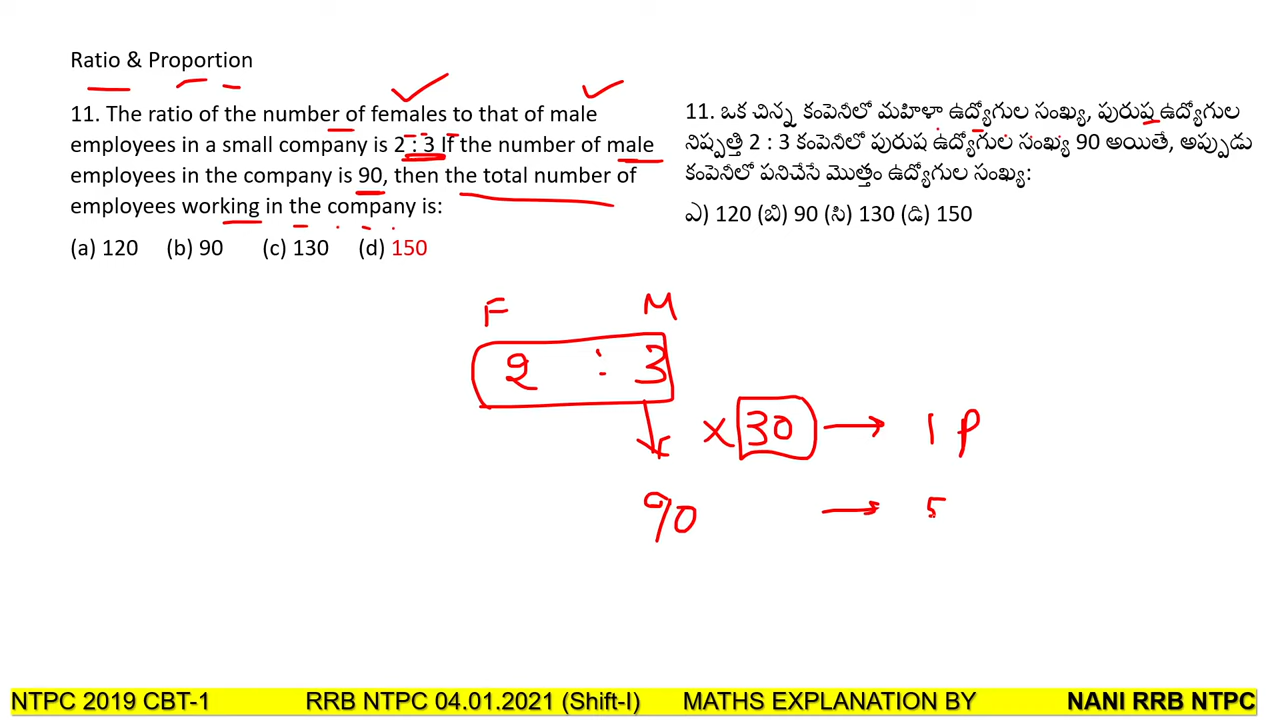 Ratio & Proportion
11. The ratio of the number of females to that of male
employees in a small company is 2 : 3 If the number of male
employees in the company is 90, then the total number of
employees working in the company is:
(a) 120 (b) 90 (c) 130 (d) 150
11. ఒక చిన్న కంపెనీలో మహిళా ఉద్యోగుల సంఖ్య, పురుష ఉద్యోగుల
నిష్పత్తి 2 : 3 కంపెనీలో పురుష ఉద్యోగుల సంఖ్య 90 అయితే, అప్పుడు
కంపెనీలో పనిచేసే మొత్తం ఉద్యోగుల సంఖ్య:
ఎ) 120 (బి) 90 (సి) 130 (డి) 150
F M
2 : 3
×30 → 1 P
90 → 5
NTPC 2019 CBT-1 RRB NTPC 04.01.2021 (Shift-I) MATHS EXPLANATION BY NANI RRB NTPC